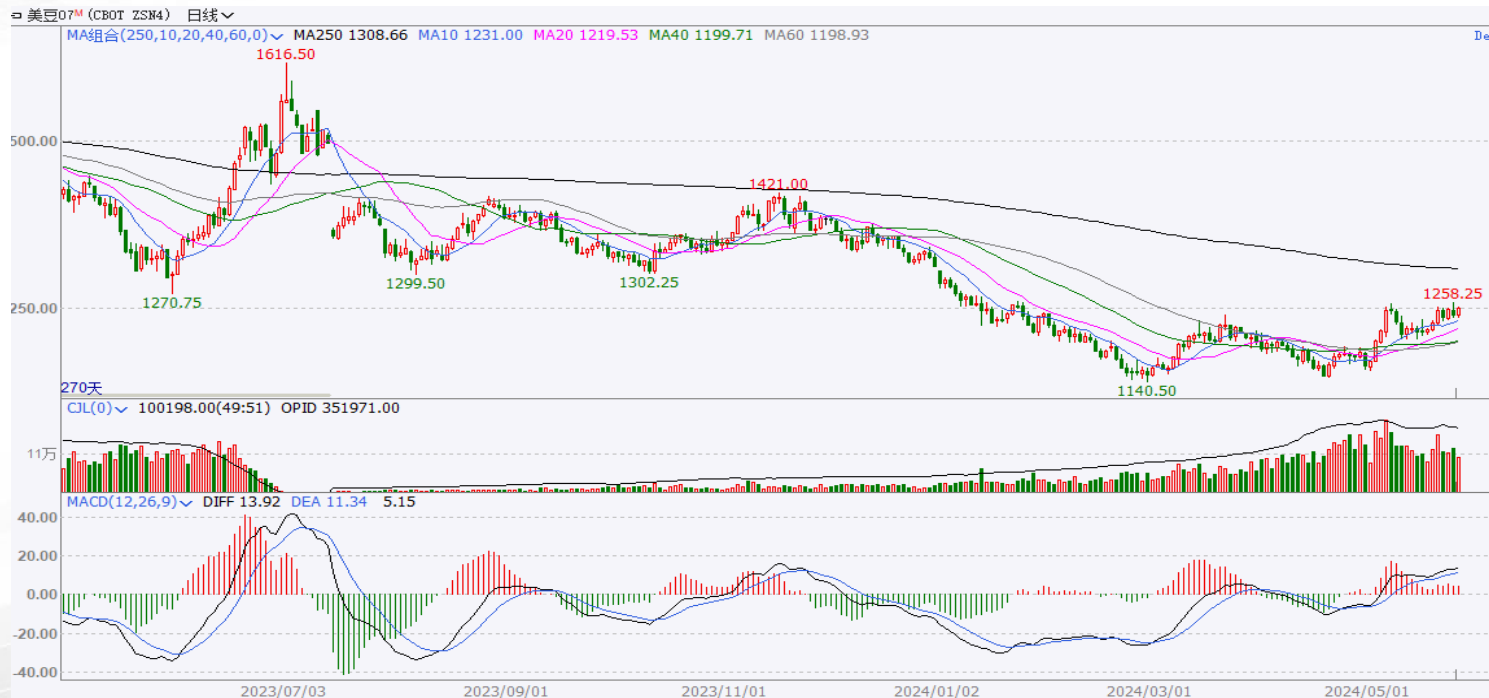 美豆07M (CBOT ZSN4) 日线
MA组合(250,10,20,40,60,0) MA250 1308.66 MA10 1231.00 MA20 1219.53 MA40 1199.71 MA60 1198.93 De
1616.50
500.00
1421.00
1299.50
1302.25
1270.75
1258.25
250.00
270天
1140.50
CJL(0) 100198.00(49:51) OPID 351971.00
11万
MACD(12,26,9) DIFF 13.92 DEA 11.34 5.15
40.00
20.00
0.00
-20.00
-40.00
2023/07/03 2023/09/01 2023/11/01 2024/01/02 2024/03/01 2024/05/01